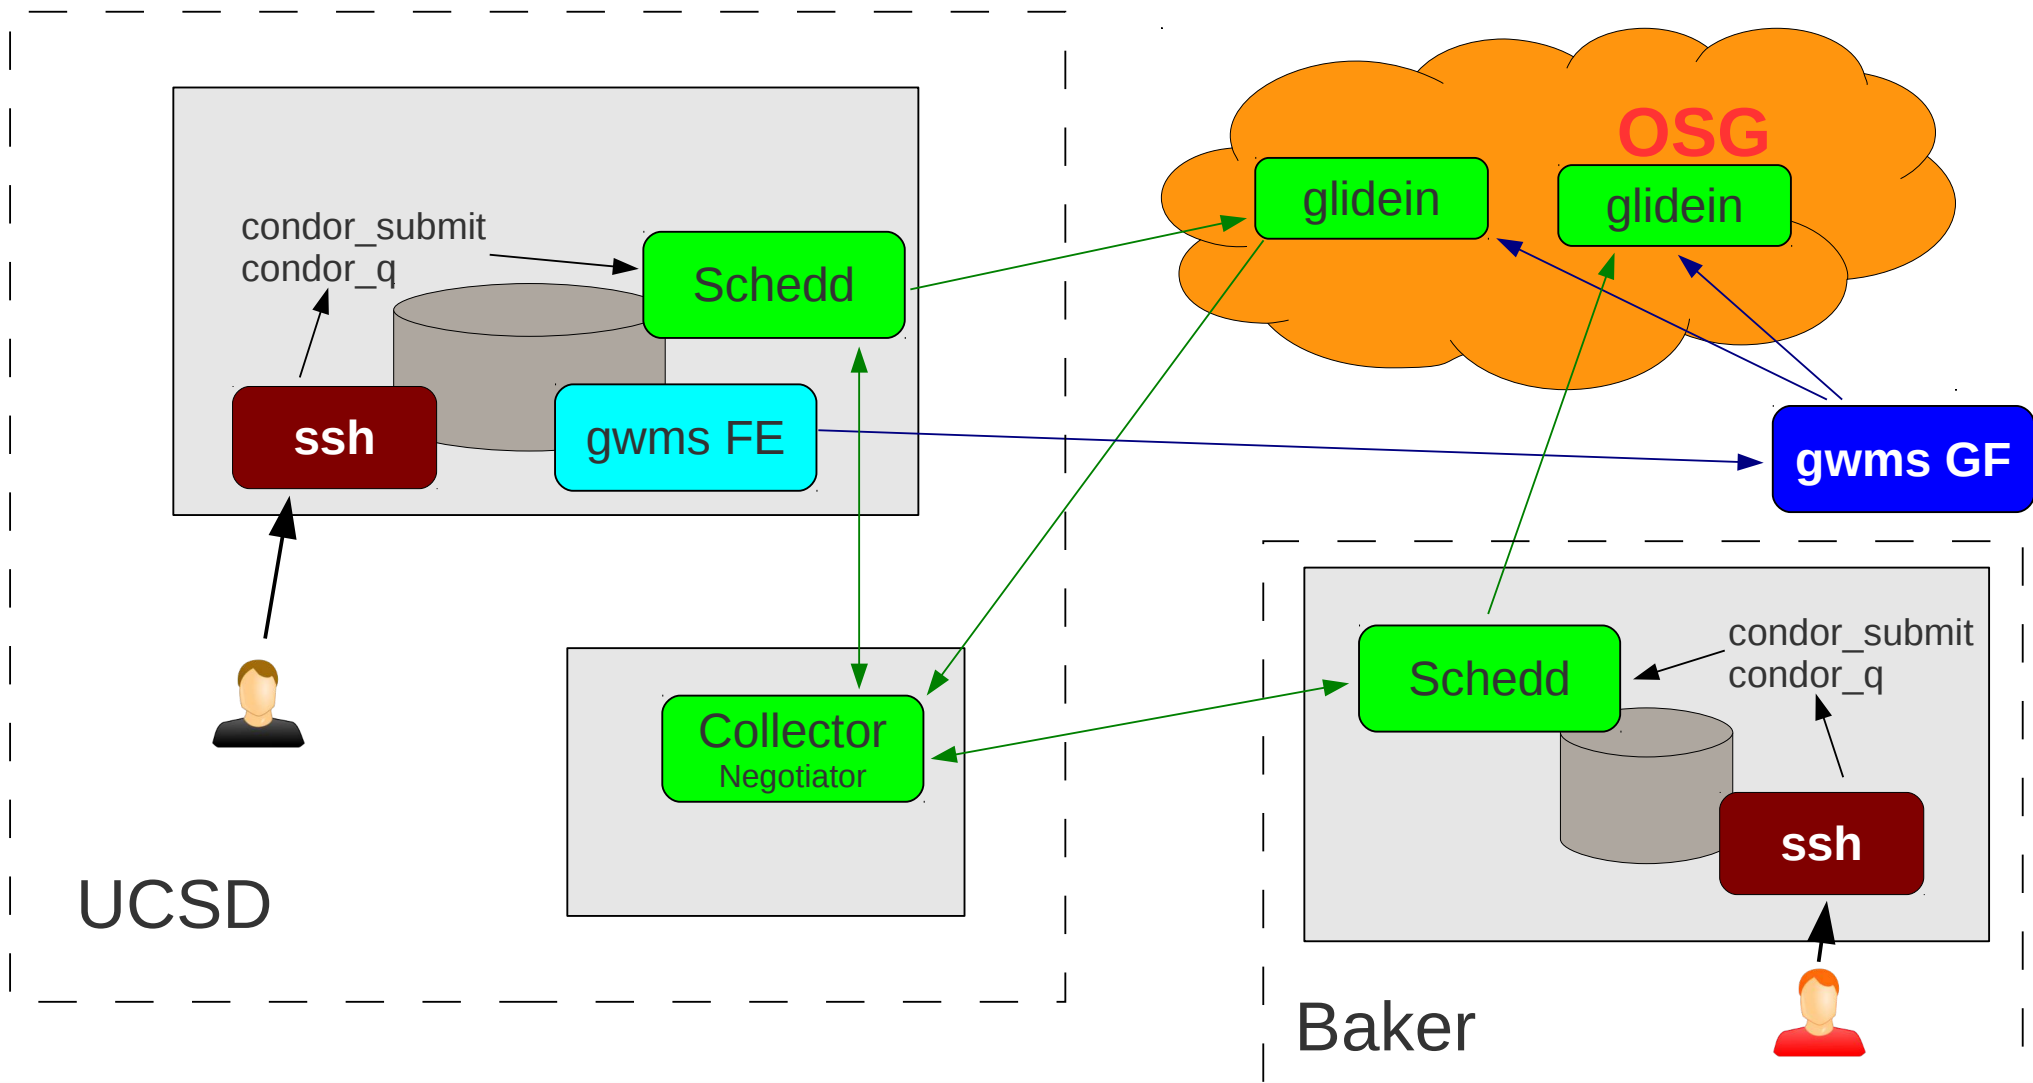 OSG
glidein
glidein
condor_submit
condor_q
Schedd
ssh
gwms FE
gwms GF
Schedd
condor_submit
condor_q
Collector
Negotiator
ssh
UCSD
Baker